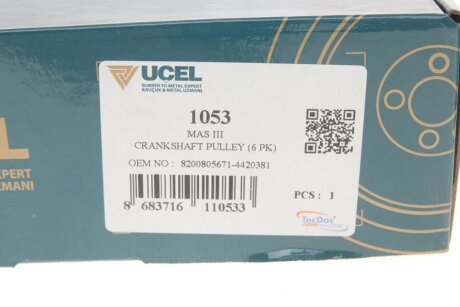 UCEL
RUBBER TO METAL EXPERT
KAUÇUK & METAL UZMANI
1053
MAS III
CRANKSHAFT PULLEY (6 PK)
OEM NO : 8200805671-4420381
8 683716 110533
PCS : 1
TecDoc
CEL
EXPERT
UZMANI